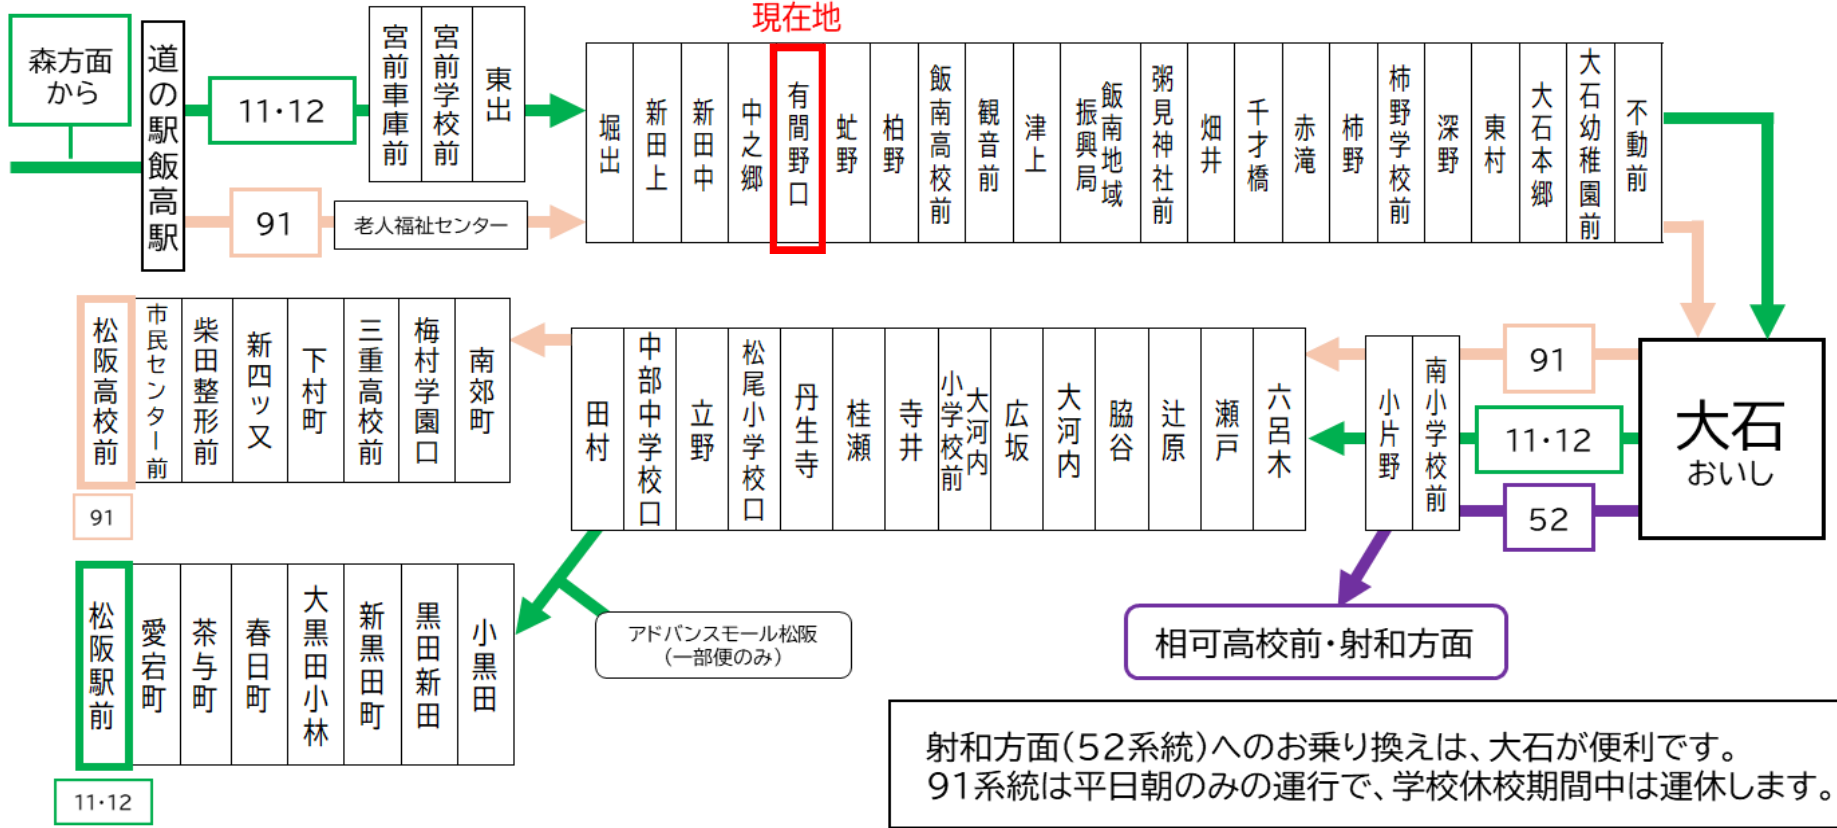 現在地
森方面
から
道の駅飯高駅
11・12
宮前車庫前
宮前学校前
東出
91
老人福祉センター
堀出
新田上
新田中
中之郷
有間野口
虻野
柏野
飯南高校前
観音前
津上
飯南地域
振興局
粥見神社前
畑井
千才橋
赤滝
柿野
柿野学校前
深野
東村
大石本郷
大石幼稚園前
不動前
大石
おいし
91
11・12
52
南小学校前
小片野
相可高校前・射和方面
六呂木
瀬戸
辻原
脇谷
大河内
広坂
大河内
小学校前
寺井
桂瀬
丹生寺
松尾小学校口
立野
中部中学校口
田村
南郊町
梅村学園口
三重高校前
下村町
新四ッ又
柴田整形前
市民センター前
松阪高校前
91
アドバンスモール松阪
(一部便のみ)
小黒田
黒田新田
新黒田町
大黒田小林
春日町
茶与町
愛宕町
松阪駅前
11・12
射和方面(52系統)へのお乗り換えは、大石が便利です。
91系統は平日朝のみの運行で、学校休校期間中は運休します。